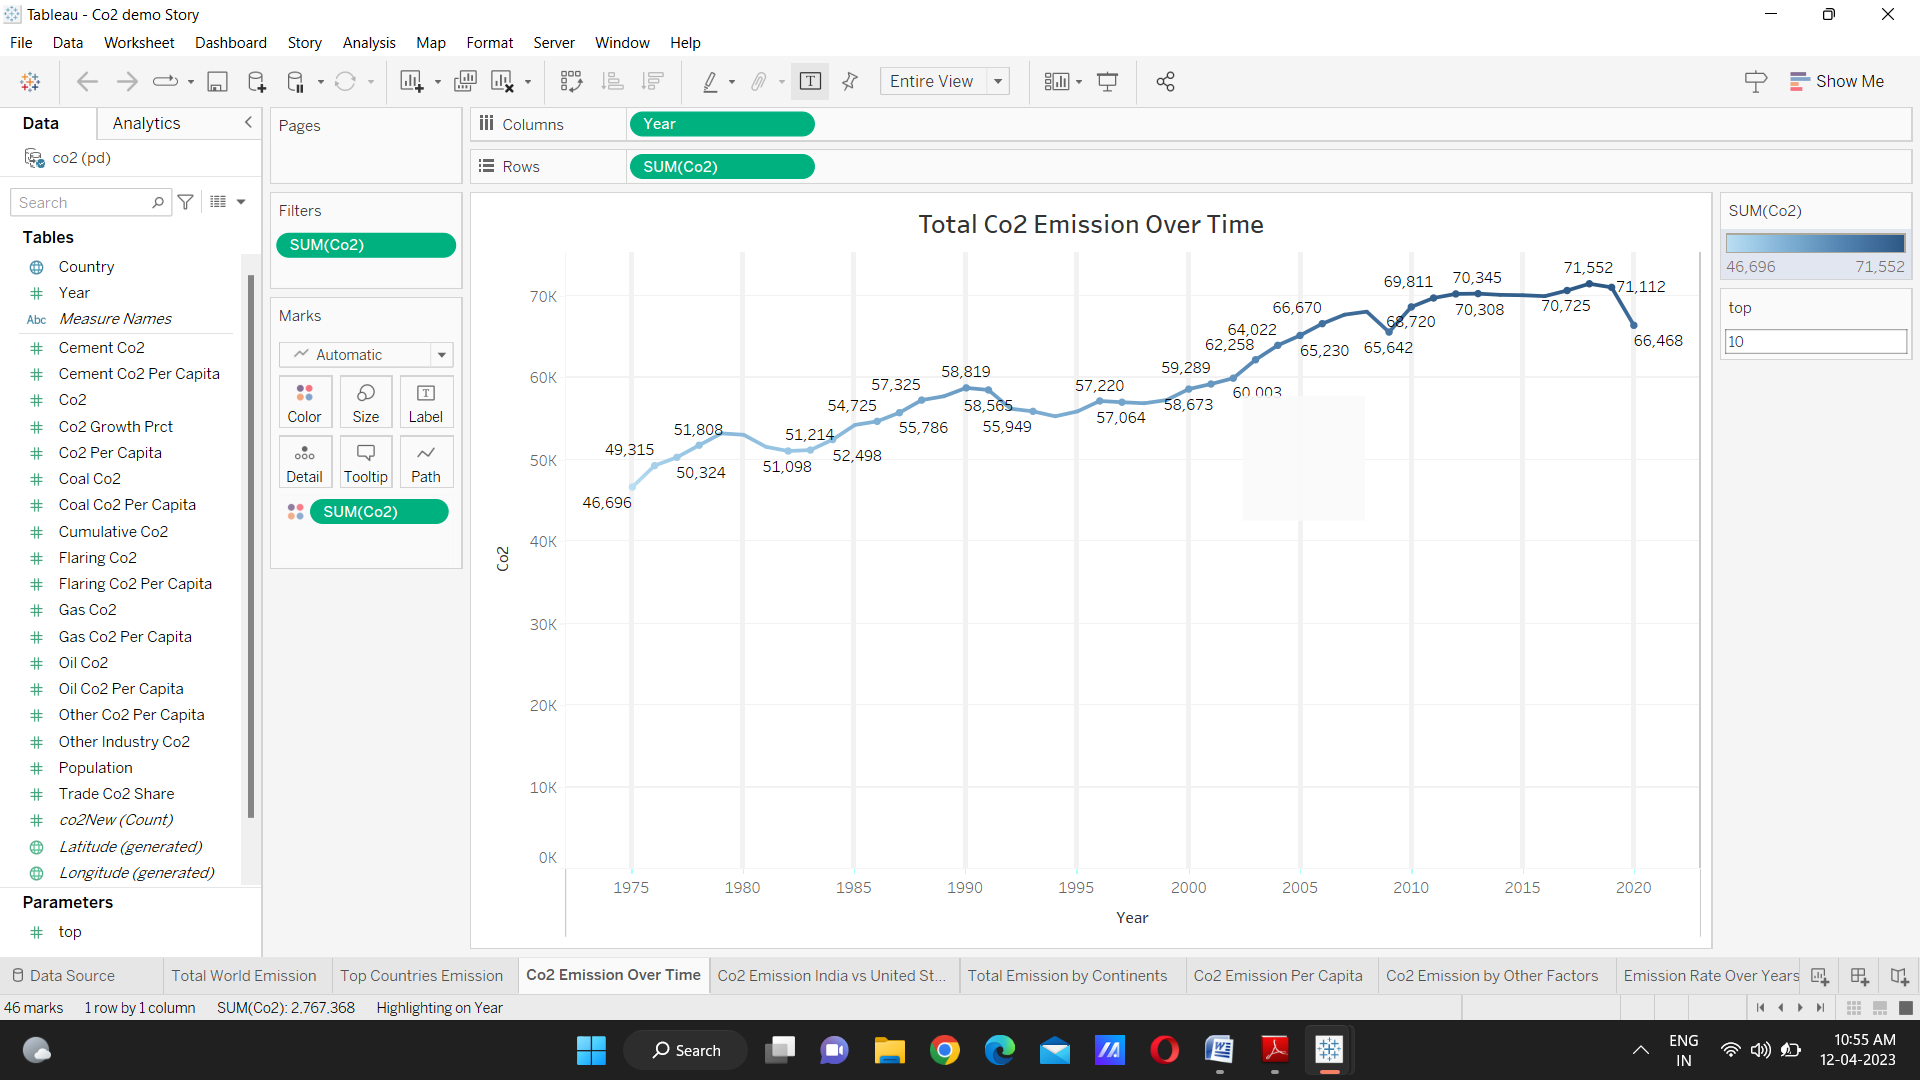 Tableau - Co2 demo Story
File Data Worksheet Dashboard Story Analysis Map Format Server Window Help
Entire View
Show Me
Data Analytics
co2 (pd)
Search
Tables
Country
Year
Abc Measure Names
Cement Co2
Cement Co2 Per Capita
Co2
Co2 Growth Prct
Co2 Per Capita
Coal Co2
Coal Co2 Per Capita
Cumulative Co2
Flaring Co2
Flaring Co2 Per Capita
Gas Co2
Gas Co2 Per Capita
Oil Co2
Oil Co2 Per Capita
Other Co2 Per Capita
Other Industry Co2
Population
Trade Co2 Share
co2New (Count)
Latitude (generated)
Longitude (generated)
Parameters
top
Pages
Filters
SUM(Co2)
Marks
Automatic
Color Size Label
Detail Tooltip Path
SUM(Co2)
Columns Year
Rows SUM(Co2)
Total Co2 Emission Over Time
70K
60K
50K
40K
30K
20K
10K
0K
Co2
46,696
49,315
50,324
51,808
51,098
51,214
52,498
54,725
55,786
57,325
58,819
58,565
55,949
57,220
57,064
59,289
58,673
60,003
62,258
64,022
65,230
66,670
65,642
68,720
69,811
70,345
70,308
70,725
71,552
71,112
66,468
1975 1980 1985 1990 1995 2000 2005 2010 2015 2020
Year
SUM(Co2)
46,696 71,552
top
10
Data Source Total World Emission Top Countries Emission Co2 Emission Over Time Co2 Emission India vs United St... Total Emission by Continents Co2 Emission Per Capita Co2 Emission by Other Factors Emission Rate Over Years
46 marks 1 row by 1 column SUM(Co2): 2,767,368 Highlighting on Year
Search
ENG
IN
10:55 AM
12-04-2023